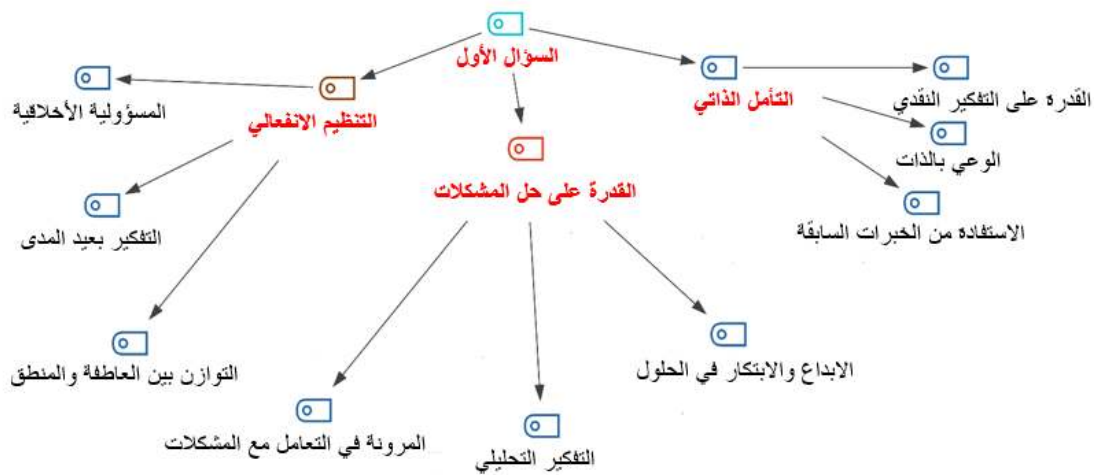 السؤال الأول
التأمل الذاتي
القدرة على التفكير النقدي
الوعي بالذات
الاستفاده من الخبرات السابقة
القدرة على حل المشكلات
الابداع والابتكار في الحلول
التفكير التحليلي
المرونة في التعامل مع المشكلات
التنظيم الانفعالي
المسؤولية الأخلاقية
التفكير بعيد المدى
التوازن بين العاطفة والمنطق